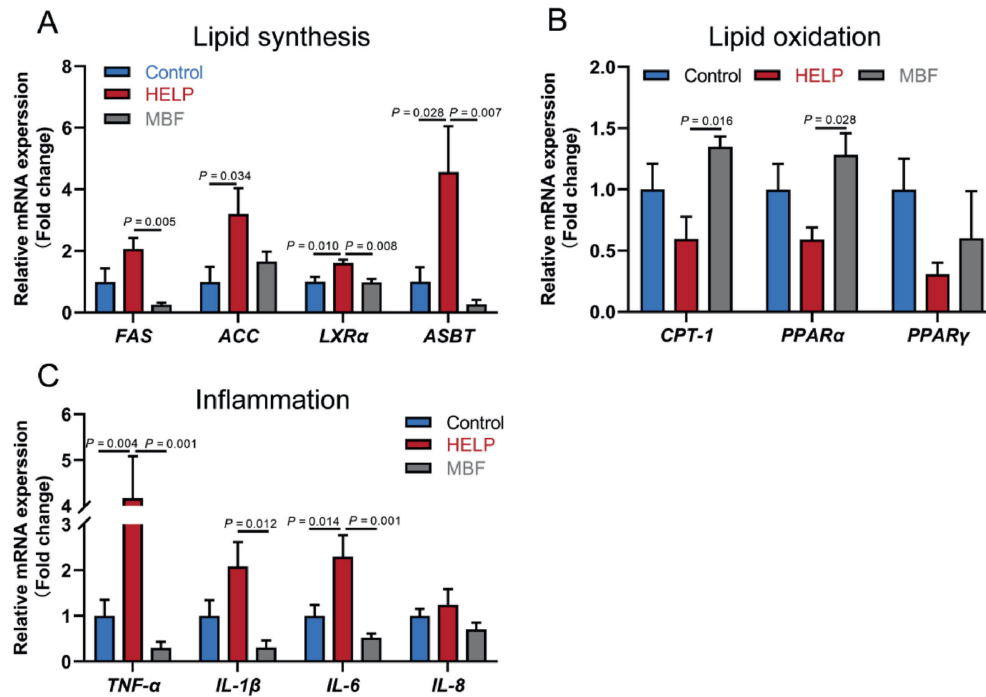 A
Lipid synthesis
Relative mRNA experssion
(Fold change)
8
6
4
2
0
Control
HELP
MBF
P = 0.005
P = 0.034
P = 0.010
P = 0.008
P = 0.028
P = 0.007
FAS
ACC
LXRα
ASBT
B
Lipid oxidation
Relative mRNA experssion
(Fold change)
2.0
1.5
1.0
0.5
0.0
Control
HELP
MBF
P = 0.016
P = 0.028
CPT-1
PPARα
PPARγ
C
Inflammation
Relative mRNA experssion
(Fold change)
6
5
4
3
2
1
0
Control
HELP
MBF
P = 0.004
P = 0.001
P = 0.012
P = 0.014
P = 0.001
TNF-α
IL-1β
IL-6
IL-8